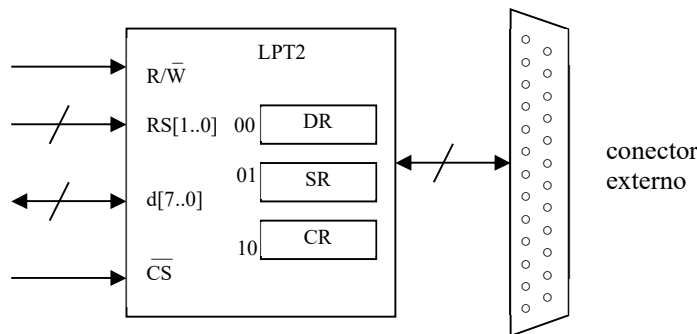 LPT2
R/W̅
RS[1..0]
00
DR
01
SR
d[7..0]
10
CR
C̅S̅
conector
externo